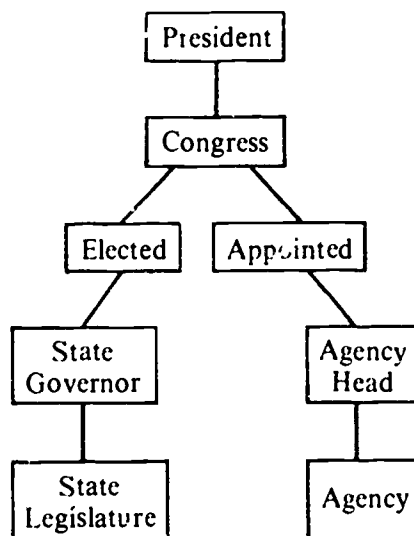 President
Congress
Elected
Appointed
State
Governor
Agency
Head
State
Legislature
Agency